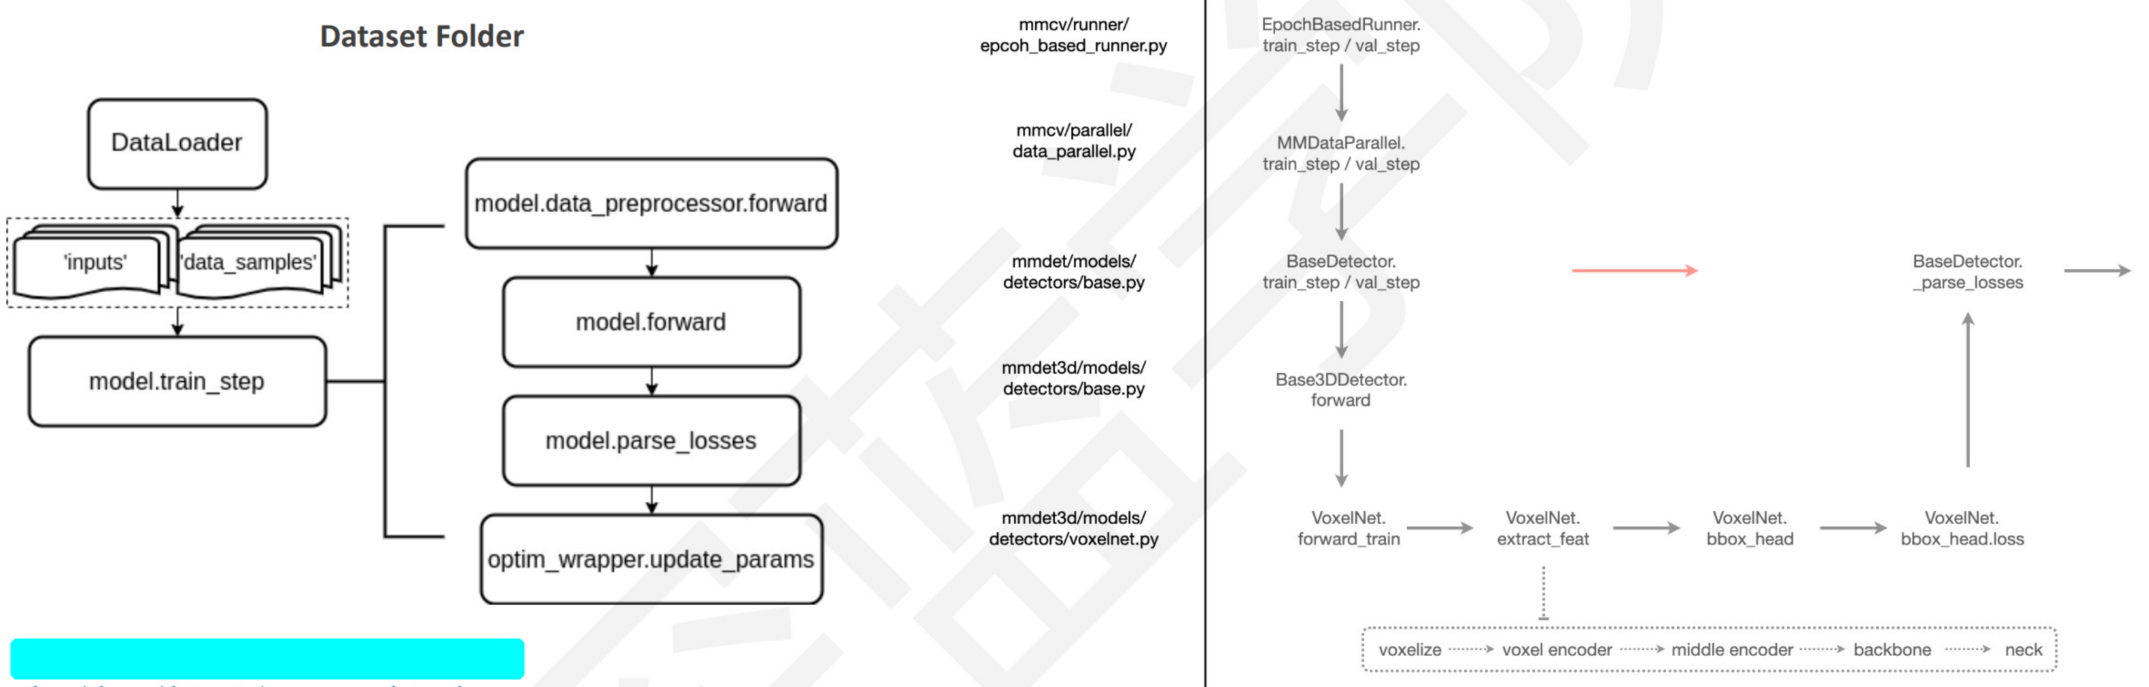 Dataset Folder
DataLoader
'inputs'
'data_samples'
model.train_step
model.data_preprocessor.forward
model.forward
model.parse_losses
optim_wrapper.update_params
mmcv/runner/
epcoh_based_runner.py
mmcv/parallel/
data_parallel.py
mmdet/models/
detectors/base.py
mmdet3d/models/
detectors/base.py
mmdet3d/models/
detectors/voxelnet.py
EpochBasedRunner.
train_step / val_step
MMDataParallel.
train_step / val_step
BaseDetector.
train_step / val_step
Base3DDetector.
forward
VoxelNet.
forward_train
VoxelNet.
extract_feat
VoxelNet.
bbox_head
VoxelNet.
bbox_head.loss
BaseDetector.
_parse_losses
voxelize
voxel encoder
middle encoder
backbone
neck